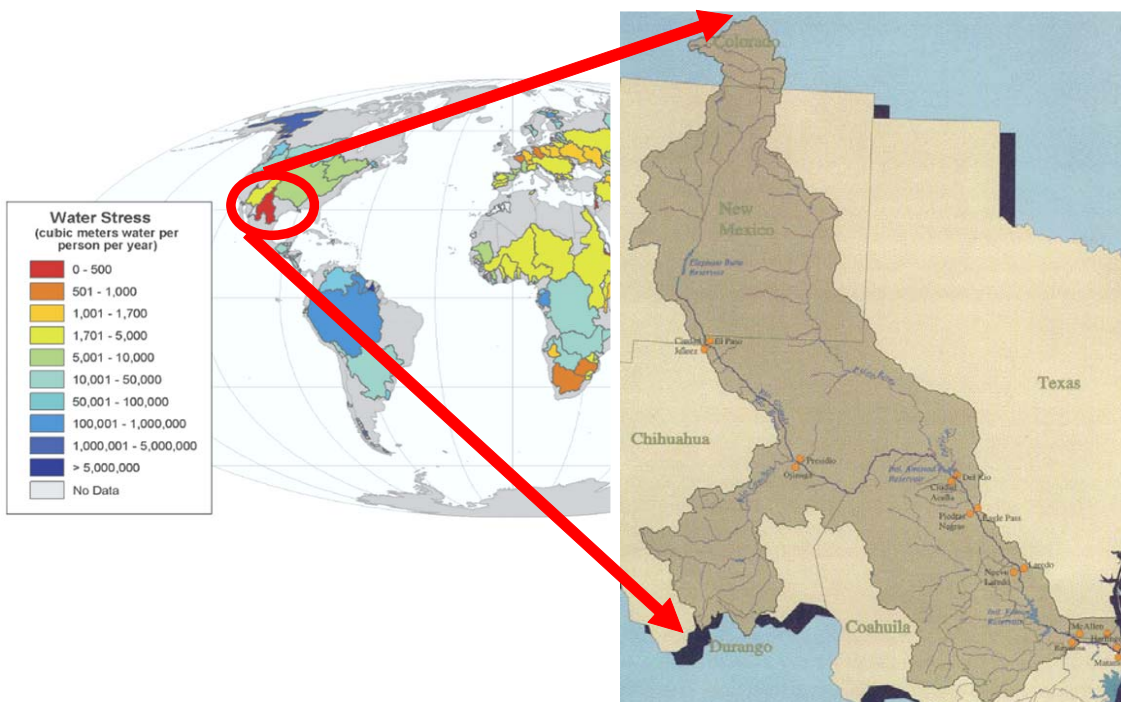 Water Stress
(cubic meters water per
person per year)
0 - 500
501 - 1,000
1,001 - 1,700
1,701 - 5,000
5,001 - 10,000
10,001 - 50,000
50,001 - 100,000
100,001 - 1,000,000
1,000,001 - 5,000,000
> 5,000,000
No Data
Colorado
New
Mexico
Elephant Butte
Reservoir
Ciudad
Juárez
El Paso
Texas
Chihuahua
Presidio
Ojinaga
Reservoir
Del Rio
Ciudad
Acuña
Piedras
Negras
Eagle Pass
Laredo
Nuevo
Laredo
Reservoir
Coahuila
McAllen
Reynosa
Durango